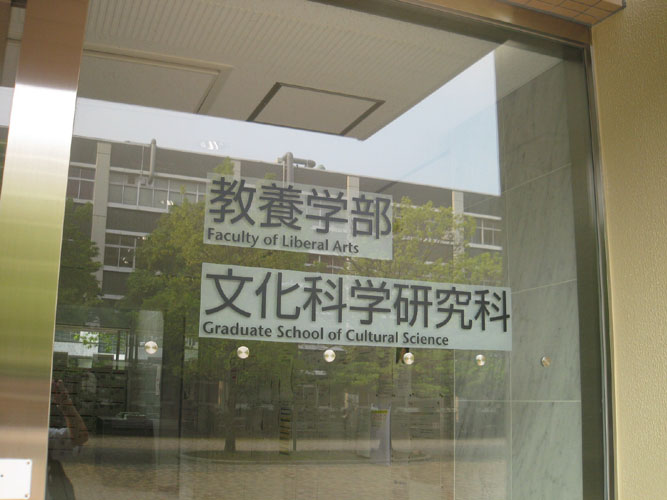 教養学部
Faculty of Liberal Arts
文化科学研究科
Graduate School of Cultural Science